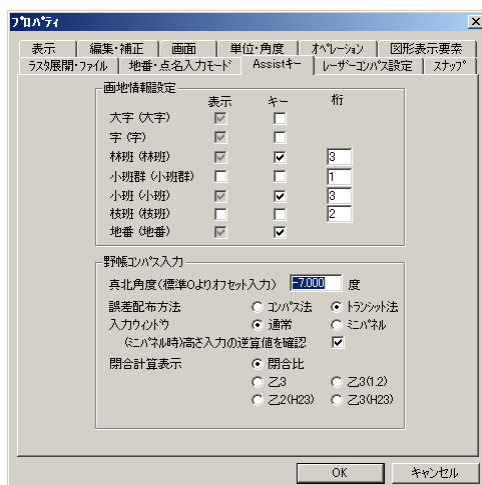 ﾌﾟﾛﾊﾟﾃｨ
表示 編集・補正 画面 単位・角度 ｵﾍﾟﾚｰｼｮﾝ 図形表示要素
ﾗｽﾀ展開・ﾌｧｲﾙ 地番・点名入力ﾓｰﾄﾞ Assistｷｰ ﾚｰｻﾞｰｺﾝﾊﾟｽ設定 ｽﾅｯﾌﾟ
画地情報設定
表示 キー 桁
大字 (大字)
字 (字)
林班 (林班) 3
小班群 (小班群) 1
小班 (小班) 3
枝班 (枝班) 2
地番 (地番)
野帳ｺﾝﾊﾟｽ入力
真北角度(標準0よりオフセット入力) -7.000 度
誤差配布方法 ｺﾝﾊﾟｽ法 ﾄﾗﾝｼｯﾄ法
入力ｳｨﾝﾄﾞｳ 通常 ﾐﾆﾊﾟﾈﾙ
(ﾐﾆﾊﾟﾈﾙ時)高さ入力の逆算値を確認
閉合計算表示 閉合比
乙3 乙3(1.2)
乙2(H23) 乙3(H23)
OK キャンセル